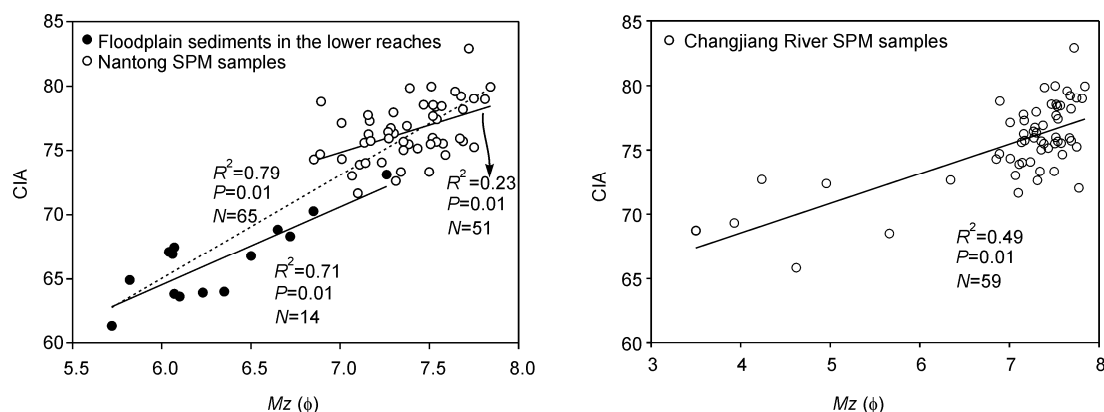 85
80
75
70
65
60
CIA
Floodplain sediments in the lower reaches
Nantong SPM samples
R²=0.79
P=0.01
N=65
R²=0.23
P=0.01
N=51
R²=0.71
P=0.01
N=14
5.5 6.0 6.5 7.0 7.5 8.0
Mz (ϕ)
85
80
75
70
65
60
CIA
Changjiang River SPM samples
R²=0.49
P=0.01
N=59
3 4 5 6 7 8
Mz (ϕ)